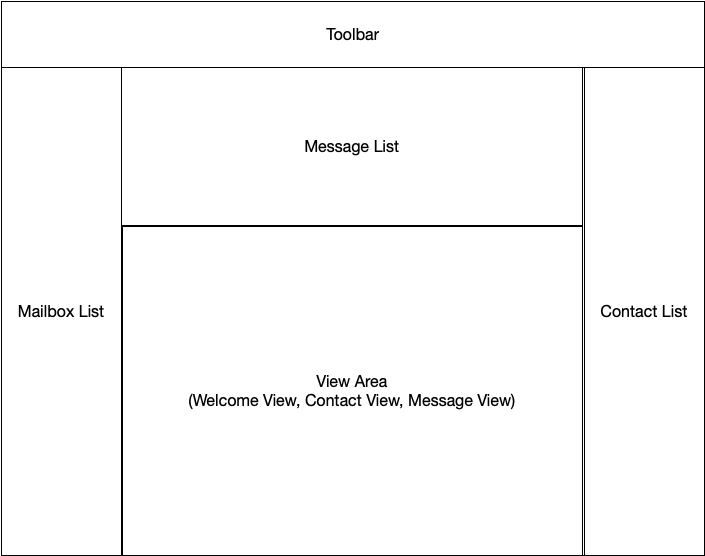 Toolbar
Message List
Mailbox List
Contact List
View Area
(Welcome View, Contact View, Message View)